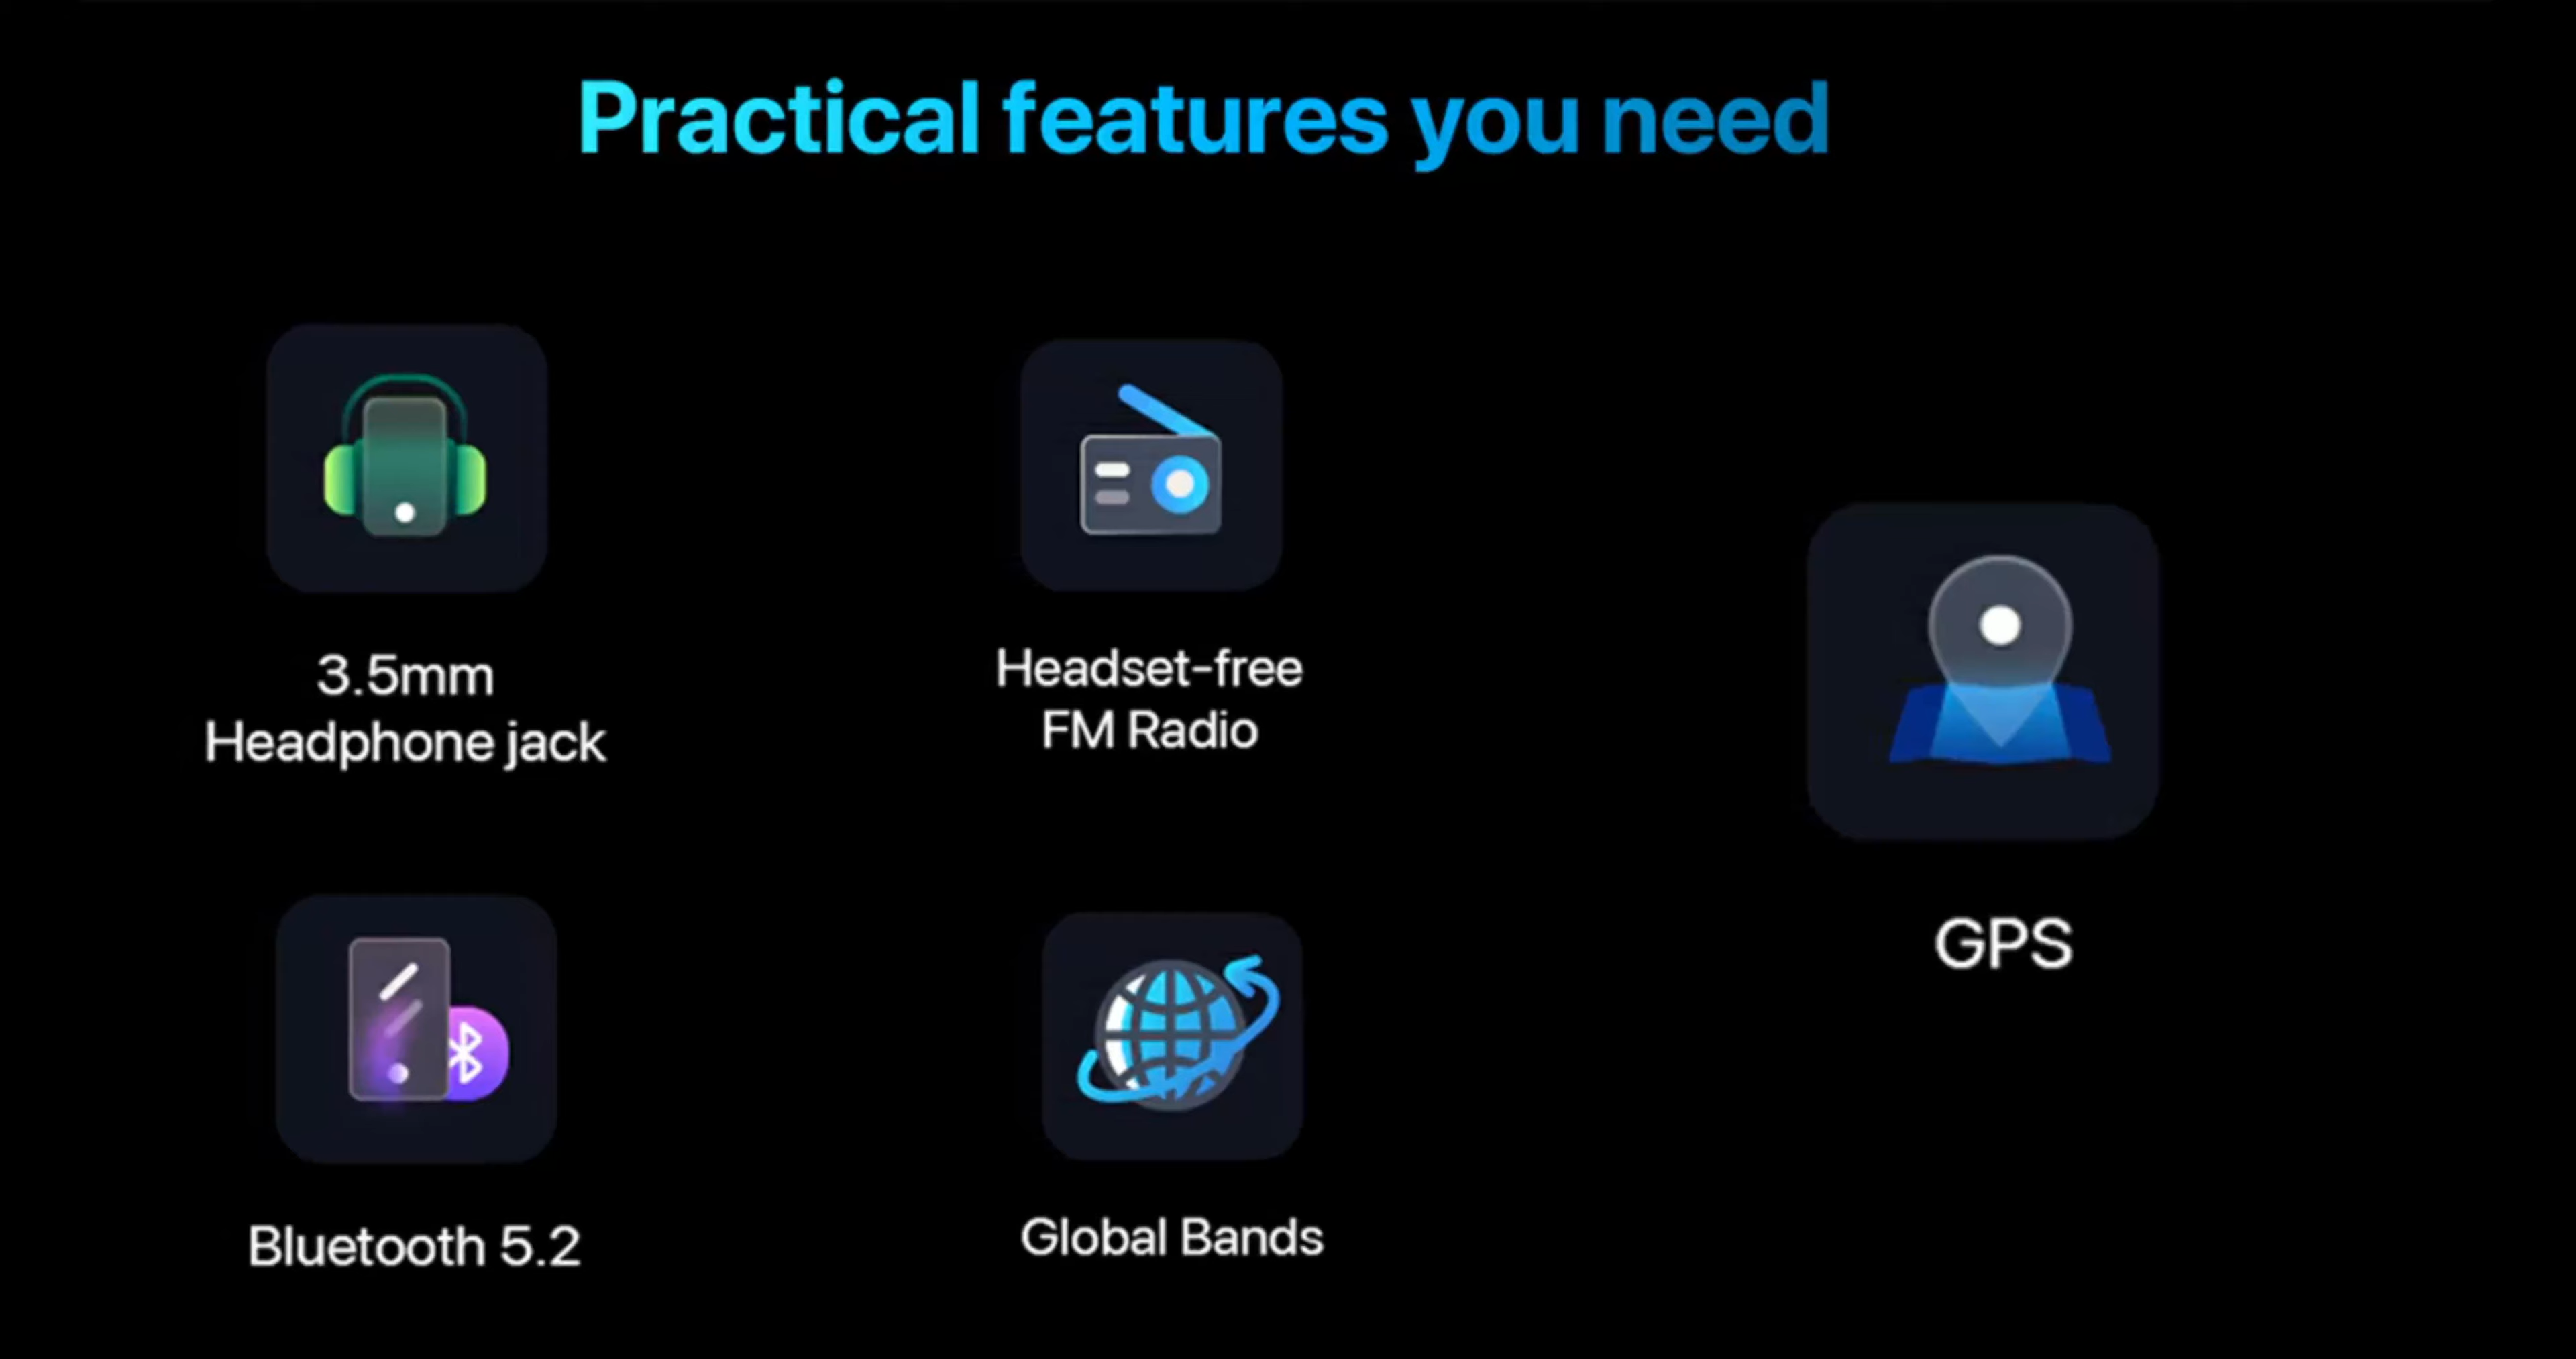 Practical features you need
3.5mm
Headphone jack
Headset-free
FM Radio
GPS
Bluetooth 5.2
Global Bands